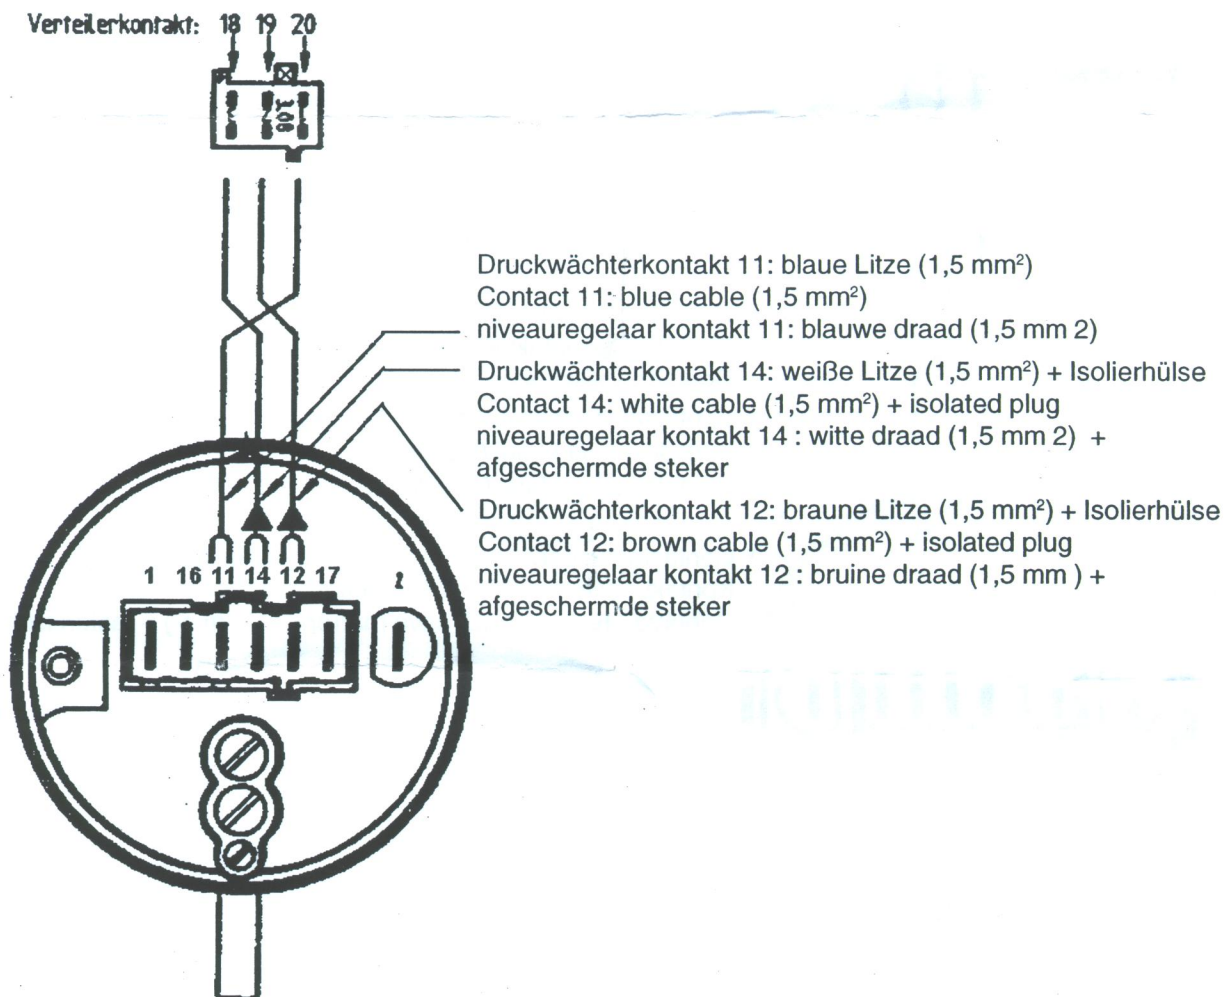 Verteilerkontakt: 18 19 20
3.08
Druckwächterkontakt 11: blaue Litze (1,5 mm²)
Contact 11: blue cable (1,5 mm²)
niveauregelaar kontakt 11: blauwe draad (1,5 mm 2)
Druckwächterkontakt 14: weiße Litze (1,5 mm²) + Isolierhülse
Contact 14: white cable (1,5 mm²) + isolated plug
niveauregelaar kontakt 14 : witte draad (1,5 mm 2) +
afgeschermde steker
Druckwächterkontakt 12: braune Litze (1,5 mm²) + Isolierhülse
Contact 12: brown cable (1,5 mm²) + isolated plug
niveauregelaar kontakt 12 : bruine draad (1,5 mm ) +
afgeschermde steker
1 16 11 14 12 17 2